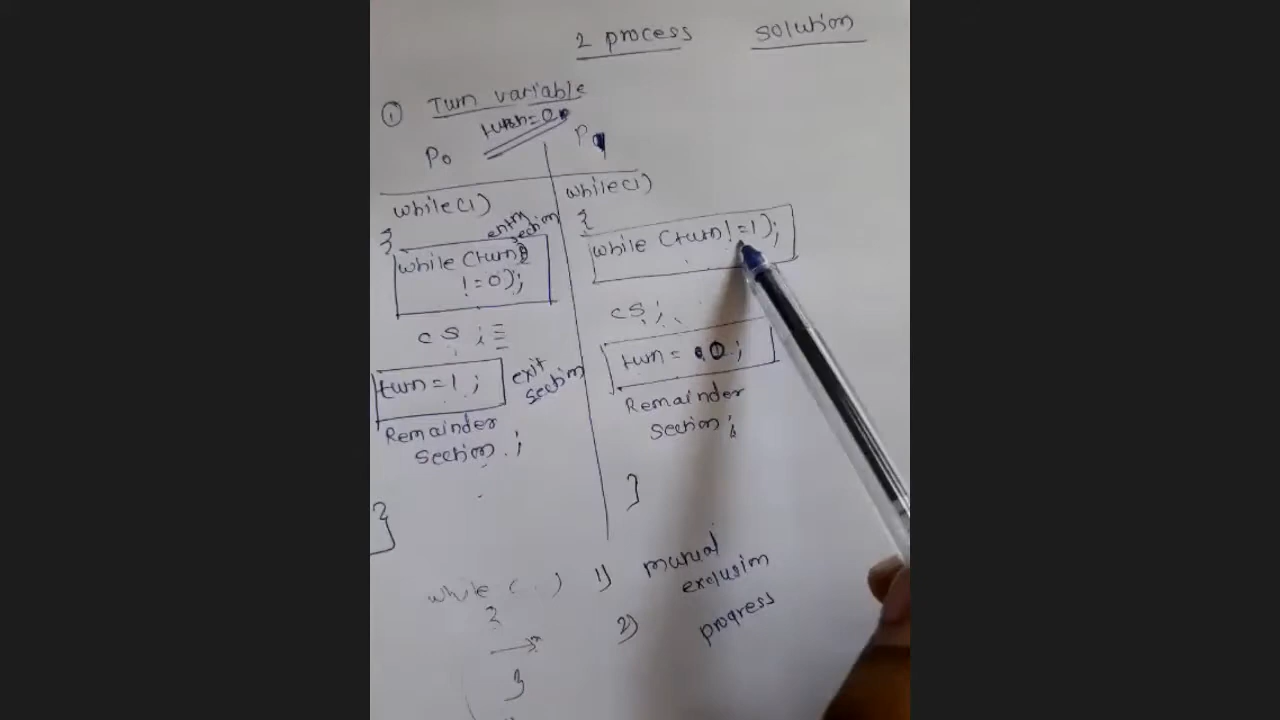 2 process solution
① Turn variable
turn=0
P0
P1
while(1)
{
entry section
while (turn
!=0);
CS ;
turn=1 ;
exit section
Remainder
section ;
}
while(1)
{
while (turn!=1);
CS ;
turn = 0 ;
Remainder
section ;
}
while ( . . )
{
}
1) mutual
exclusion
2) progress